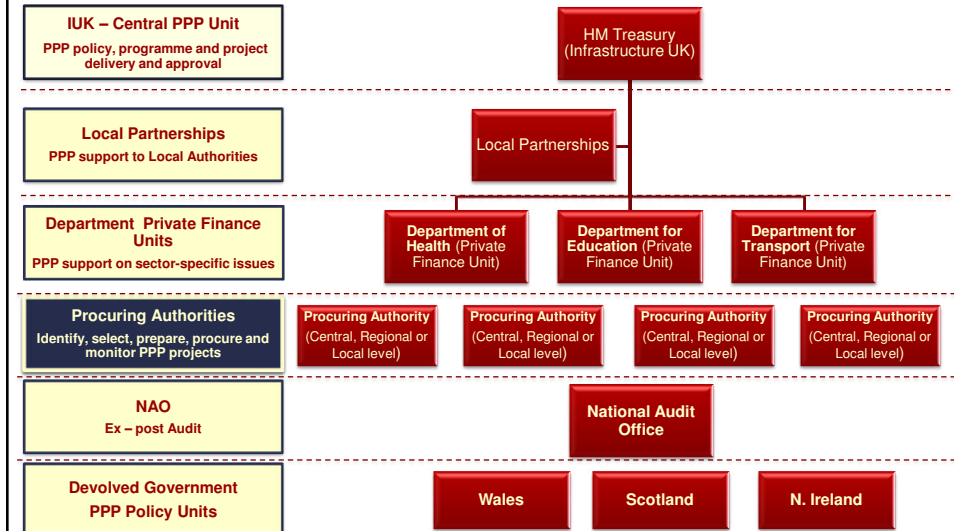 IUK – Central PPP Unit
PPP policy, programme and project
delivery and approval
HM Treasury
(Infrastructure UK)
Local Partnerships
PPP support to Local Authorities
Local Partnerships
Department Private Finance
Units
PPP support on sector-specific issues
Department of
Health (Private
Finance Unit)
Department for
Education (Private
Finance Unit)
Department for
Transport (Private
Finance Unit)
Procuring Authorities
Identify, select, prepare, procure and
monitor PPP projects
Procuring Authority
(Central, Regional or
Local level)
Procuring Authority
(Central, Regional or
Local level)
Procuring Authority
(Central, Regional or
Local level)
Procuring Authority
(Central, Regional or
Local level)
NAO
Ex – post Audit
National Audit
Office
Devolved Government
PPP Policy Units
Wales
Scotland
N. Ireland